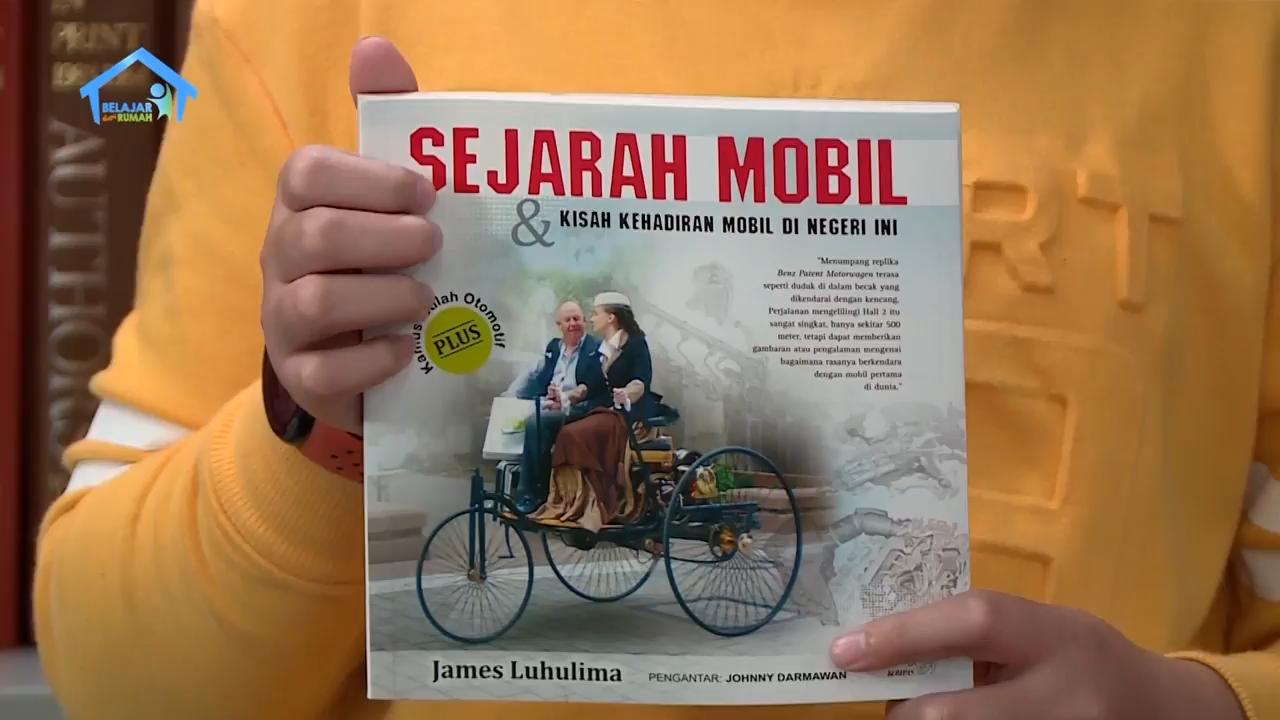 PRINT
AUTHOR
BELAJAR
dari RUMAH
SEJARAH MOBIL
& KISAH KEHADIRAN MOBIL DI NEGERI INI
"Menumpang replika
Benz Patent Motorwagen terasa
seperti duduk di dalam becak yang
dikendarai dengan kencang.
Perjalanan mengelilingi Hall 2 itu
sangat singkat, hanya sekitar 500
meter, tetapi dapat memberikan
gambaran atau pengalaman mengenai
bagaimana rasanya berkendara
dengan mobil pertama
di dunia."
Otomotif
PLUS
James Luhulima
PENGANTAR: JOHNNY DARMAWAN
RT